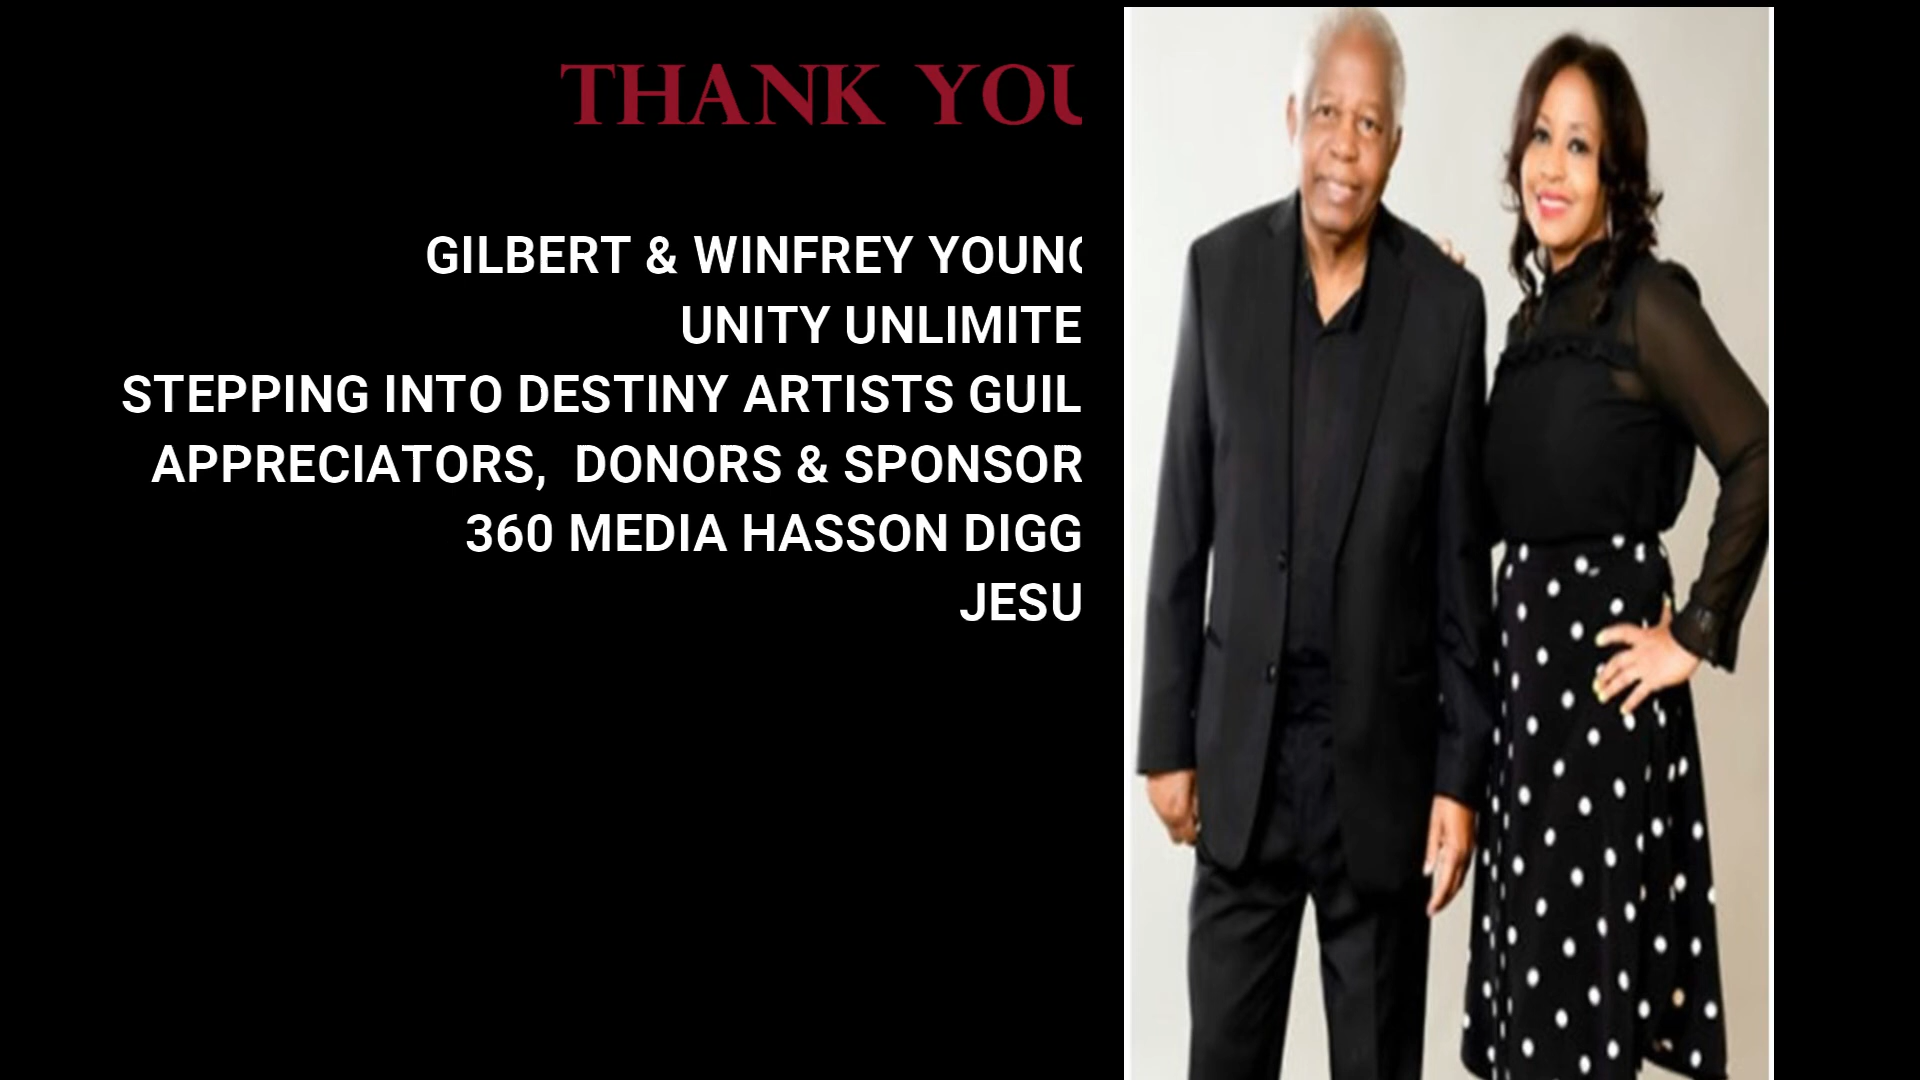 THANK YOU
GILBERT & WINFREY YOUNG
UNITY UNLIMITE
STEPPING INTO DESTINY ARTISTS GUIL
APPRECIATORS, DONORS & SPONSOR
360 MEDIA HASSON DIGG
JESU